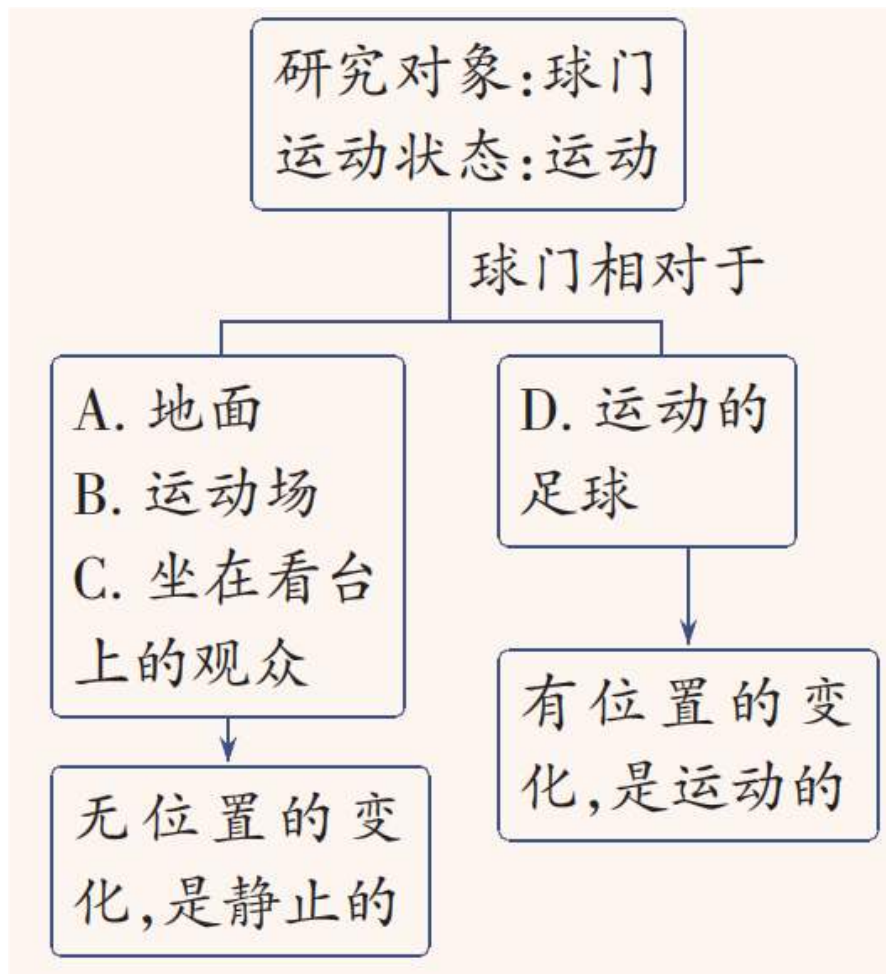 研究对象:球门
运动状态:运动
球门相对于
A. 地面
B. 运动场
C. 坐在看台
上的观众
D. 运动的
足球
无位置的变
化,是静止的
有位置的变
化,是运动的